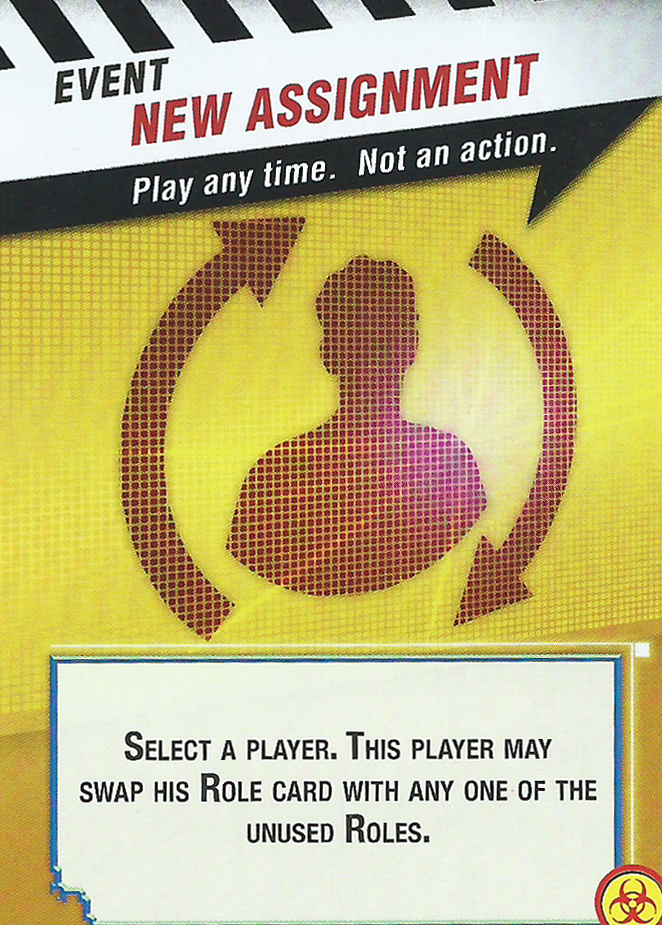 EVENT
NEW ASSIGNMENT
Play any time. Not an action.
SELECT A PLAYER. THIS PLAYER MAY
SWAP HIS ROLE CARD WITH ANY ONE OF THE
UNUSED ROLES.